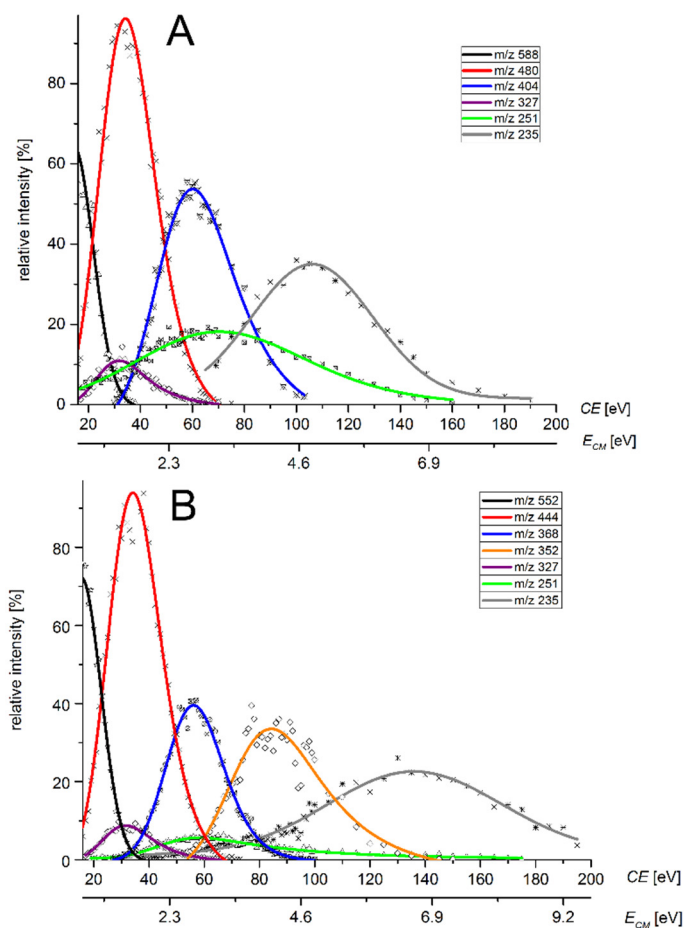 A
m/z 588
m/z 480
m/z 404
m/z 327
m/z 251
m/z 235
relative intensity [%]
80
60
40
20
0
20 40 60 80 100 120 140 160 180 200
CE [eV]
E_CM [eV]
2.3 4.6 6.9
B
m/z 552
m/z 444
m/z 368
m/z 352
m/z 327
m/z 251
m/z 235
relative intensity [%]
80
60
40
20
0
20 40 60 80 100 120 140 160 180 200
CE [eV]
2.3 4.6 6.9 9.2
E_CM [eV]